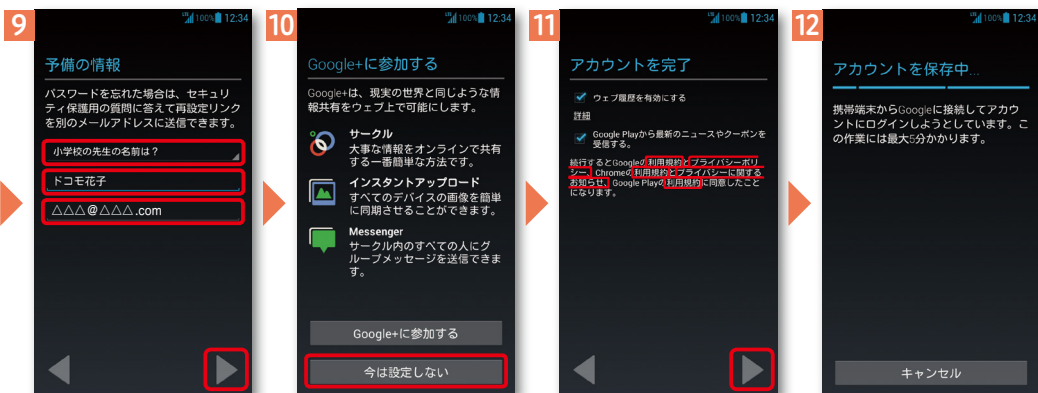 9
LTE 100% 12:34
予備の情報
パスワードを忘れた場合は、セキュリ
ティ保護用の質問に答えて再設定リンク
を別のメールアドレスに送信できます。
小学校の先生の名前は？
ドコモ花子
△△△@△△△.com
10
LTE 100% 12:34
Google+に参加する
Google+は、現実の世界と同じような情
報共有をウェブ上で可能にします。
サークル
大事な情報をオンラインで共有
する一番簡単な方法です。
インスタントアップロード
すべてのデバイスの画像を簡単
に同期させることができます。
Messenger
サークル内のすべての人にグ
ループメッセージを送信できま
す。
Google+に参加する
今は設定しない
11
LTE 100% 12:34
アカウントを完了
ウェブ履歴を有効にする
詳細
Google Playから最新のニュースやクーポンを
受信する。
続行するとGoogleの利用規約とプライバシーポリ
シー、Chromeの利用規約とプライバシーに関する
お知らせ、Google Playの利用規約に同意したこと
になります。
12
LTE 100% 12:34
アカウントを保存中...
携帯端末からGoogleに接続してアカウ
ントにログインしようとしています。こ
の作業には最大5分かかります。
キャンセル